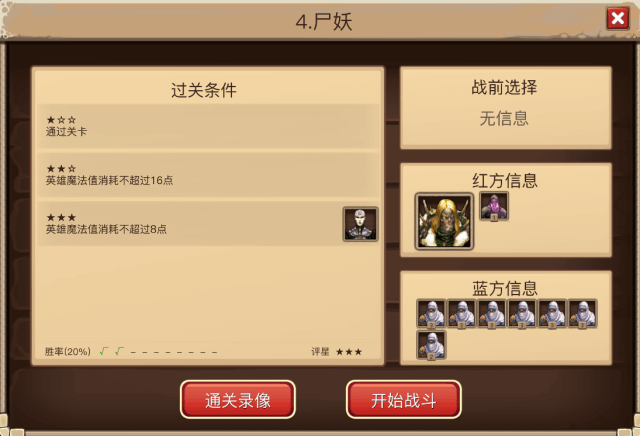 4.尸妖
过关条件
★☆☆
通过关卡
★★☆
英雄魔法值消耗不超过16点
★★★
英雄魔法值消耗不超过8点
胜率(20%) √ √ - - - - - - - -
评星 ★★★
战前选择
无信息
红方信息
蓝方信息
通关录像
开始战斗